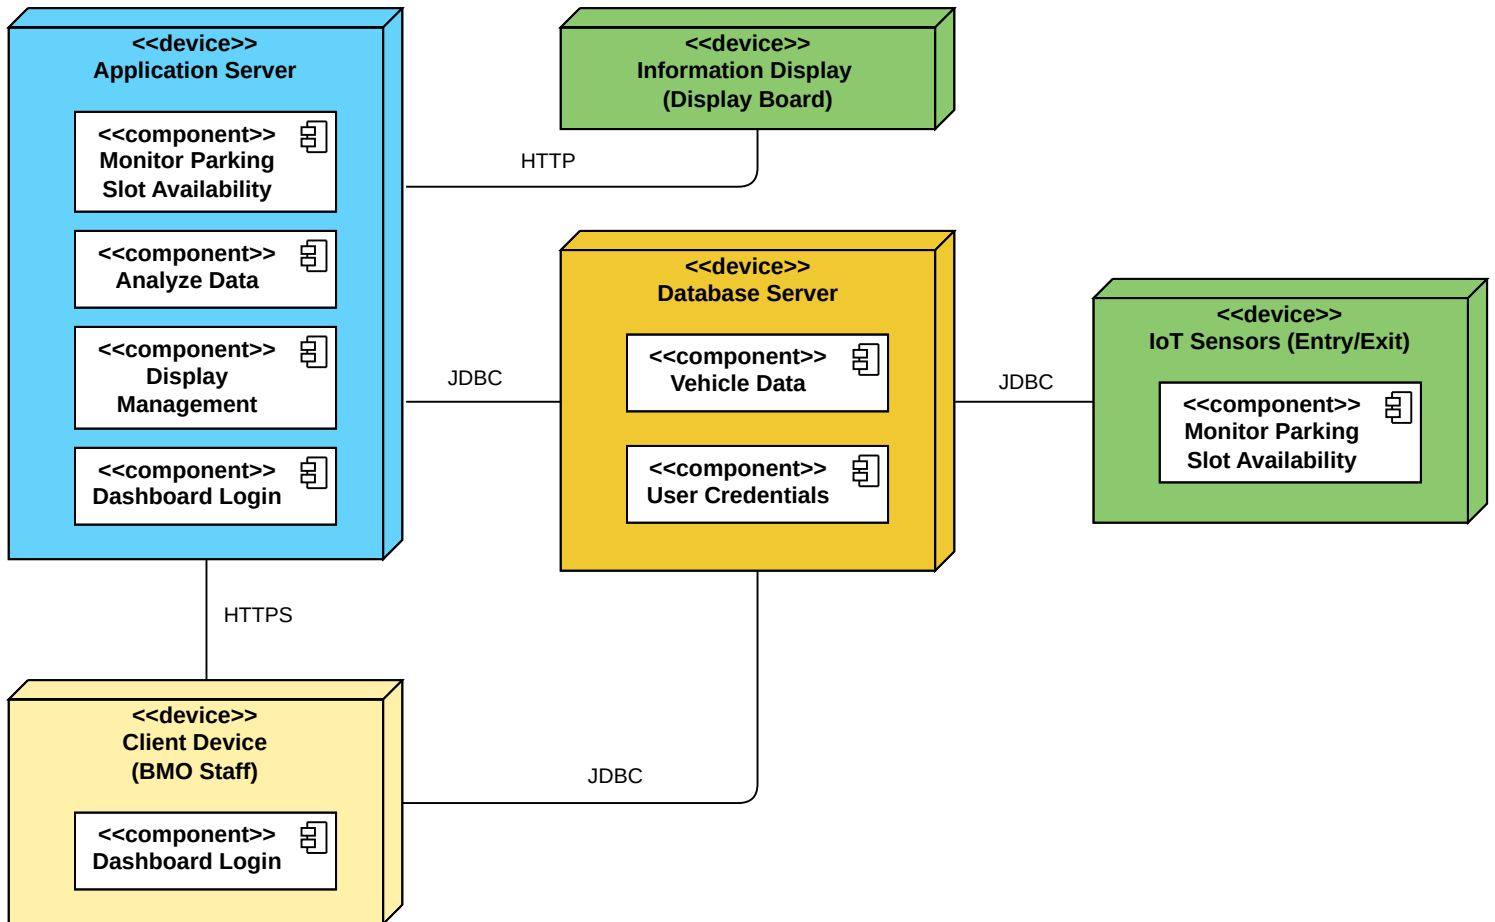 <<device>>
Application Server
<<component>>
Monitor Parking
Slot Availability
<<component>>
Analyze Data
<<component>>
Display
Management
<<component>>
Dashboard Login
<<device>>
Information Display
(Display Board)
HTTP
<<device>>
Database Server
<<component>>
Vehicle Data
<<component>>
User Credentials
JDBC
JDBC
<<device>>
IoT Sensors (Entry/Exit)
<<component>>
Monitor Parking
Slot Availability
HTTPS
<<device>>
Client Device
(BMO Staff)
<<component>>
Dashboard Login
JDBC